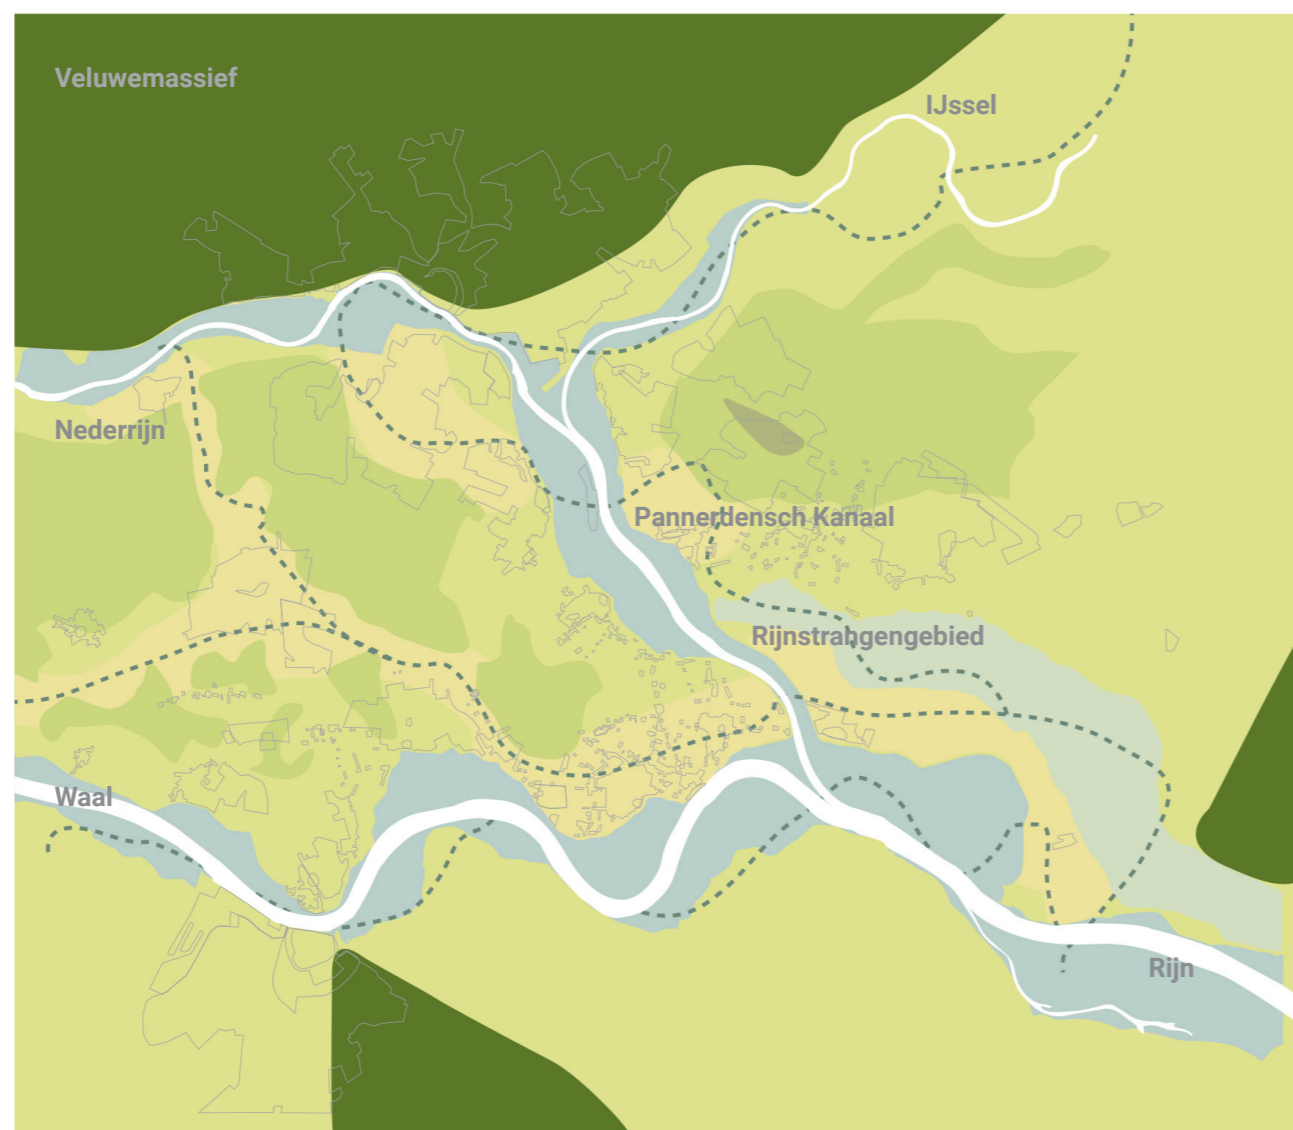 Veluwemassief
IJssel
Nederrijn
Pannerdensch Kanaal
Rijnstrangengebied
Waal
Rijn